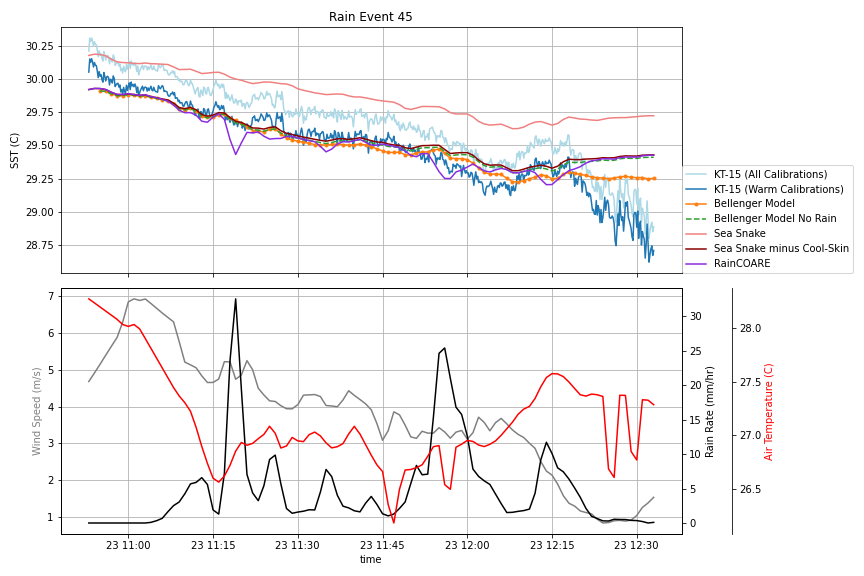 Rain Event 45
SST (C)
30.25
30.00
29.75
29.50
29.25
29.00
28.75
KT-15 (All Calibrations)
KT-15 (Warm Calibrations)
Bellenger Model
Bellenger Model No Rain
Sea Snake
Sea Snake minus Cool-Skin
RainCOARE
Wind Speed (m/s)
7
6
5
4
3
2
1
30
25
20
15
10
5
0
Rain Rate (mm/hr)
28.0
27.5
27.0
26.5
Air Temperature (C)
23 11:00 23 11:15 23 11:30 23 11:45 23 12:00 23 12:15 23 12:30
time